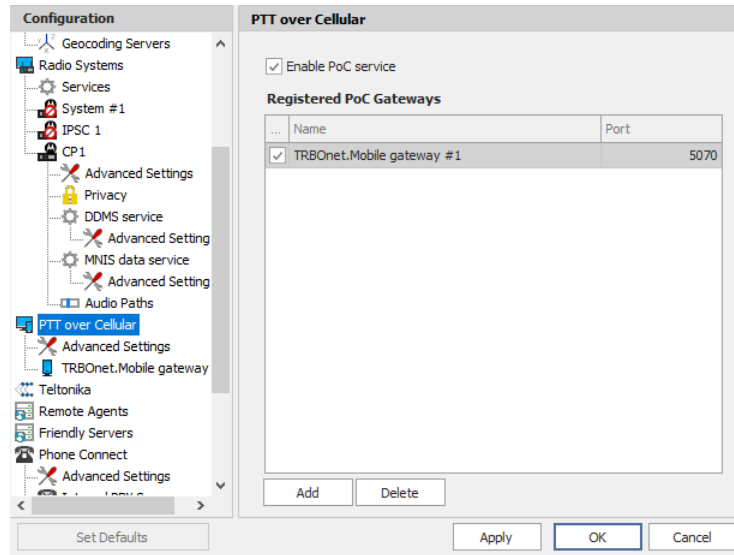 Configuration
Geocoding Servers
Radio Systems
Services
System #1
IPSC 1
CP1
Advanced Settings
Privacy
DDMS service
Advanced Setting
MNIS data service
Advanced Setting
Audio Paths
PTT over Cellular
Advanced Settings
TRBOnet.Mobile gateway
Teltonika
Remote Agents
Friendly Servers
Phone Connect
Advanced Settings
Set Defaults
PTT over Cellular
Enable PoC service
Registered PoC Gateways
... Name Port
TRBOnet.Mobile gateway #1 5070
Add Delete
Apply OK Cancel